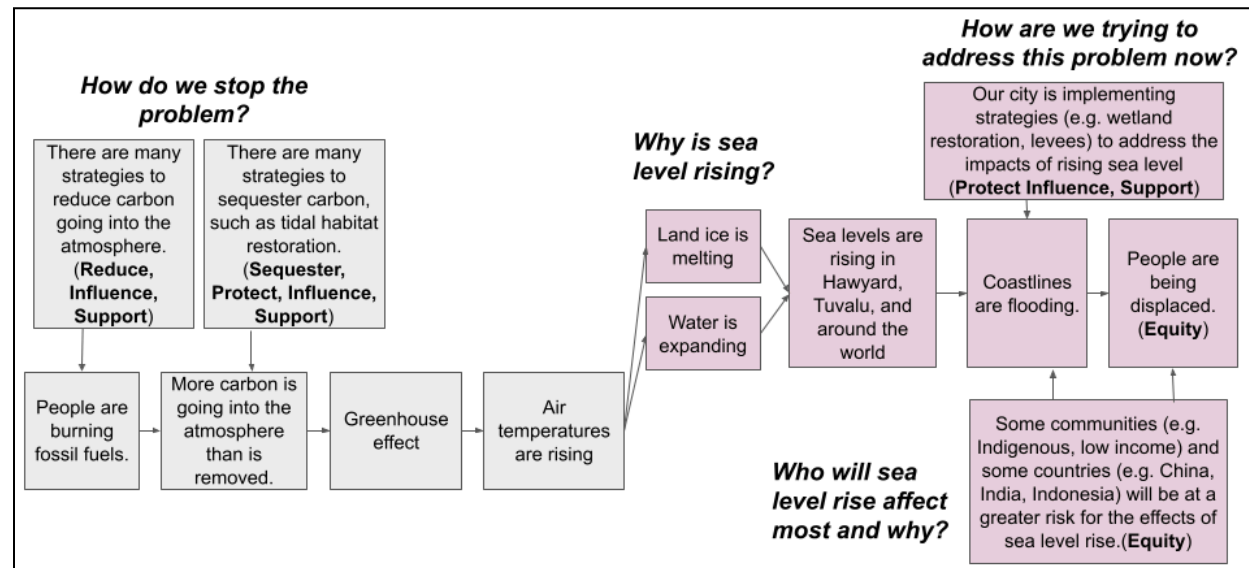 How do we stop the
problem?
There are many
strategies to
reduce carbon
going into the
atmosphere.
(Reduce,
Influence,
Support)
There are many
strategies to
sequester carbon,
such as tidal habitat
restoration.
(Sequester,
Protect, Influence,
Support)
People are
burning
fossil fuels.
More carbon is
going into the
atmosphere
than is
removed.
Greenhouse
effect
Air
temperatures
are rising
Why is sea
level rising?
Land ice is
melting
Water is
expanding
Sea levels are
rising in
Hawyard,
Tuvalu, and
around the
world
How are we trying to
address this problem now?
Our city is implementing
strategies (e.g. wetland
restoration, levees) to address the
impacts of rising sea level
(Protect Influence, Support)
Coastlines
are flooding.
People are
being
displaced.
(Equity)
Who will sea
level rise affect
most and why?
Some communities (e.g.
Indigenous, low income) and
some countries (e.g. China,
India, Indonesia) will be at a
greater risk for the effects of
sea level rise.(Equity)